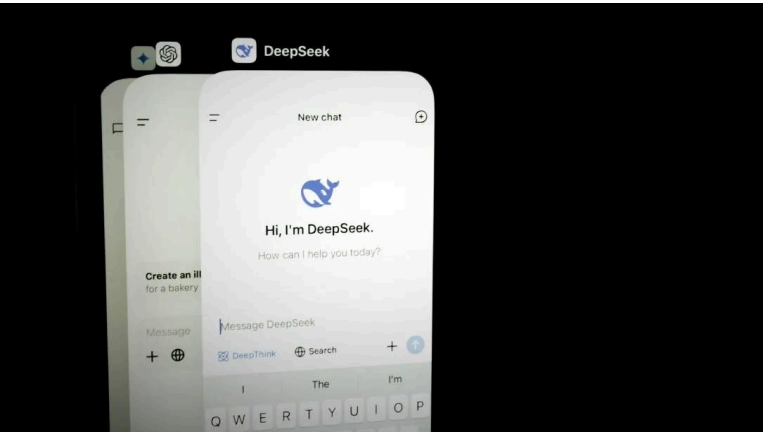 DeepSeek
New chat
Hi, I'm DeepSeek.
How can I help you today?
Create an ill
for a bakery
Message
Message DeepSeek
DeepThink
Search
I
The
I'm
Q W E R T Y U I O P